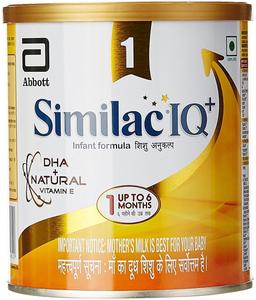 1
Abbott
Similac IQ+
Infant formula शिशु अनुकल्प
DHA
+
NATURAL
VITAMIN E
1 UP TO 6
MONTHS
IMPORTANT NOTICE: MOTHER'S MILK IS BEST FOR YOUR BABY
महत्वपूर्ण सूचना : माँ का दूध शिशु के लिए सर्वोत्तम है !